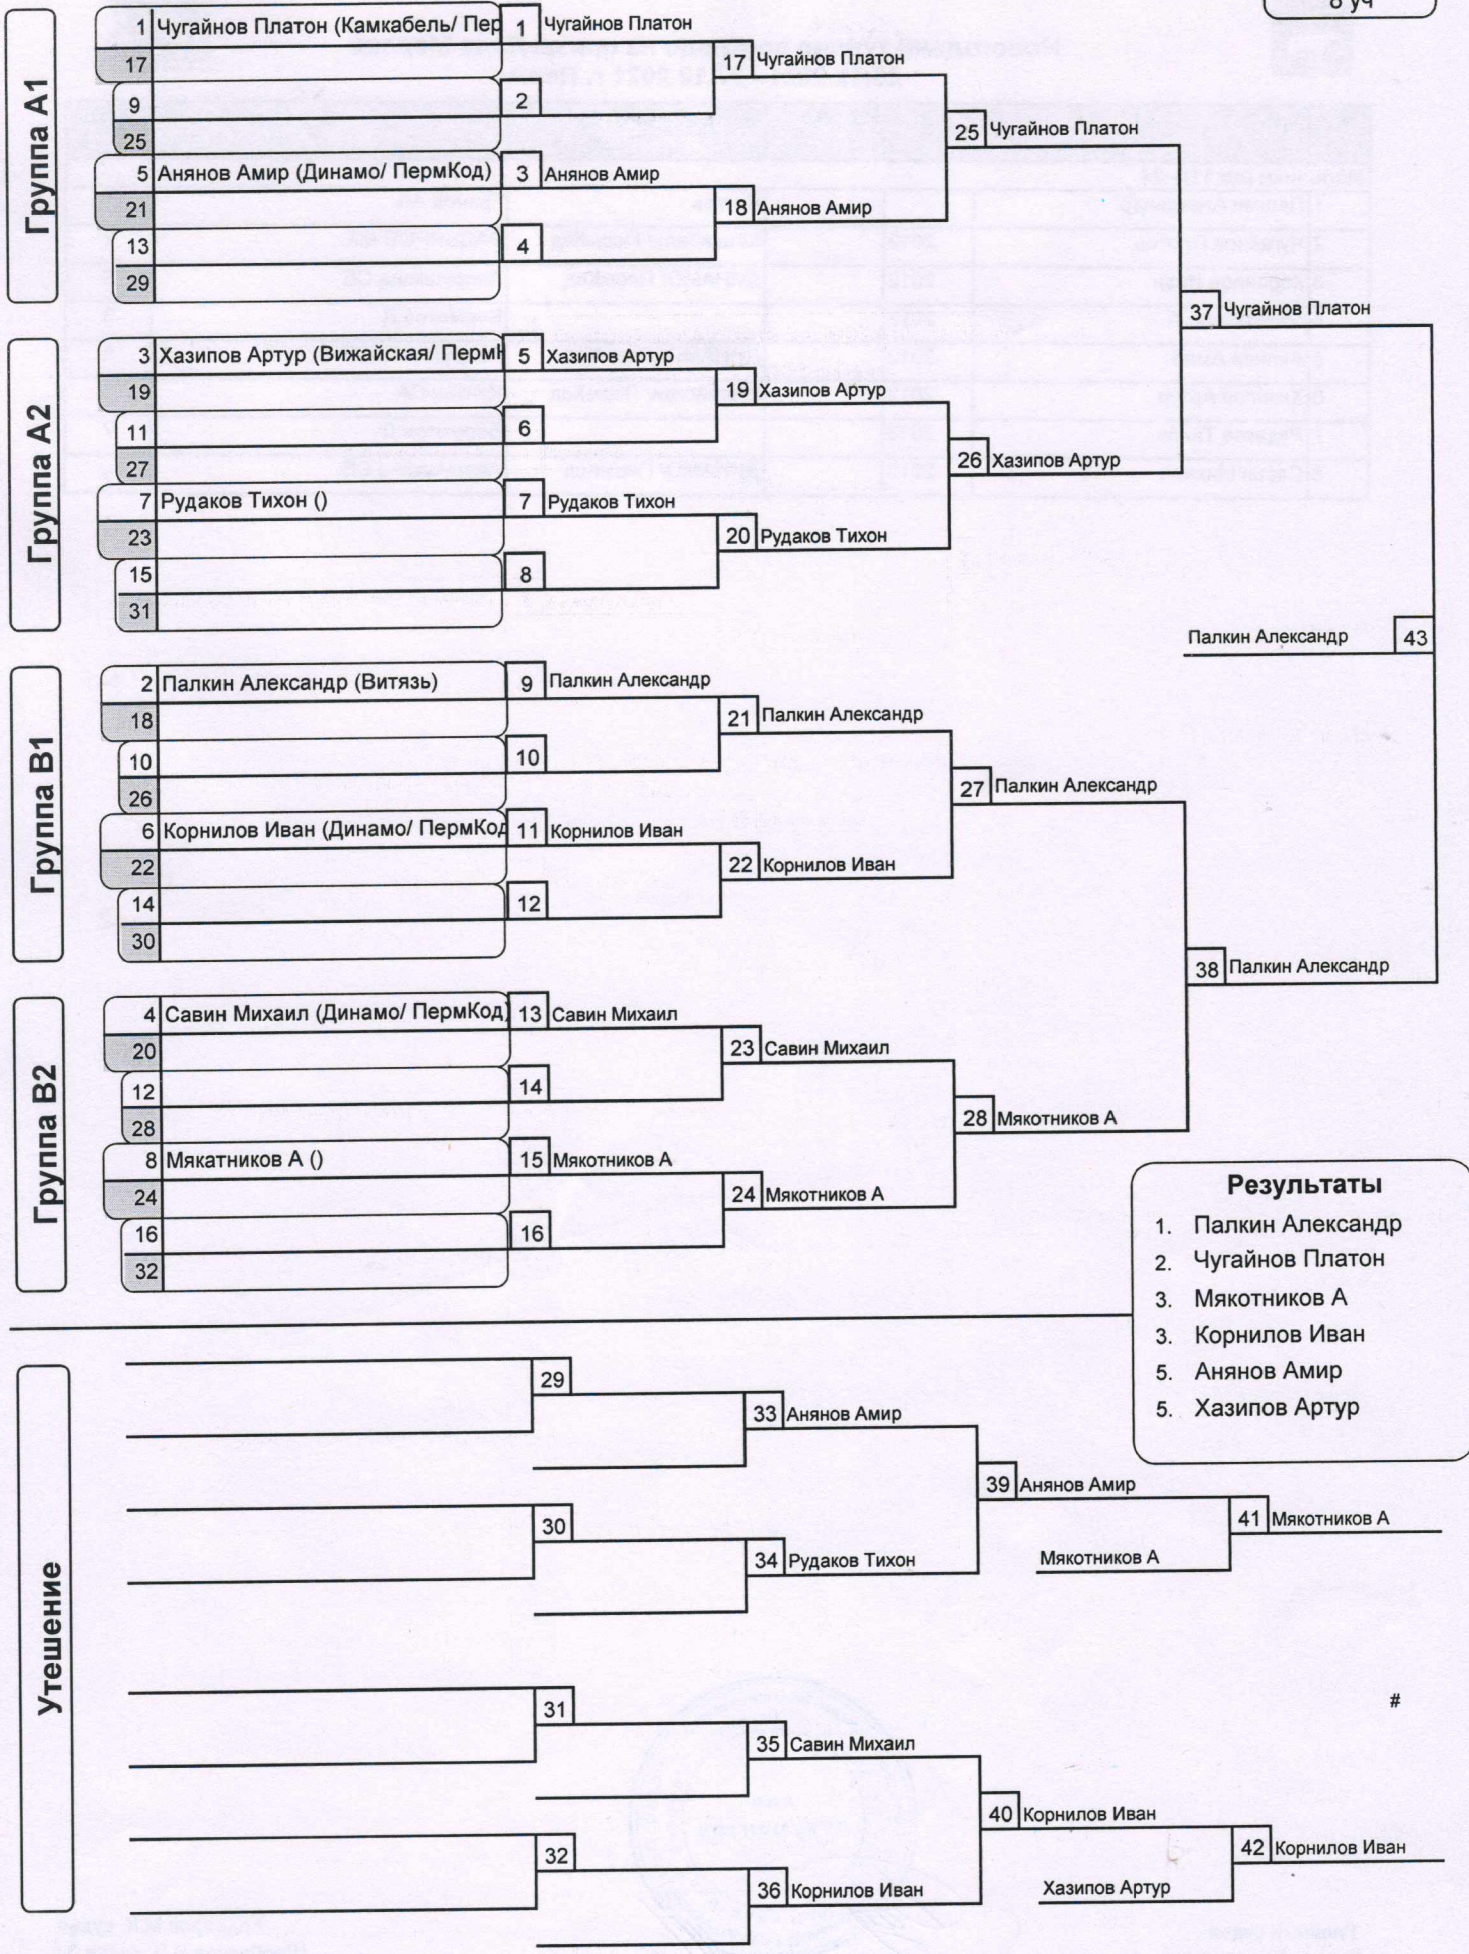 8 уч
Группа А1
1 Чугайнов Платон (Камкабель/ Пер 1 Чугайнов Платон
17
17 Чугайнов Платон
9
2
25
25 Чугайнов Платон
5 Анянов Амир (Динамо/ ПермКод) 3 Анянов Амир
21
18 Анянов Амир
13
4
29
37 Чугайнов Платон
Группа А2
3 Хазипов Артур (Вижайская/ Перм 5 Хазипов Артур
19
19 Хазипов Артур
11
6
27
26 Хазипов Артур
7 Рудаков Тихон () 7 Рудаков Тихон
23
20 Рудаков Тихон
15
8
31
Палкин Александр 43
Группа В1
2 Палкин Александр (Витязь) 9 Палкин Александр
18
21 Палкин Александр
10
10
26
27 Палкин Александр
6 Корнилов Иван (Динамо/ ПермКод 11 Корнилов Иван
22
22 Корнилов Иван
14
12
30
38 Палкин Александр
Группа В2
4 Савин Михаил (Динамо/ ПермКод) 13 Савин Михаил
20
23 Савин Михаил
12
14
28
28 Мякотников А
8 Мякатников А () 15 Мякотников А
24
24 Мякотников А
16
16
32
Результаты
1. Палкин Александр
2. Чугайнов Платон
3. Мякотников А
3. Корнилов Иван
5. Анянов Амир
5. Хазипов Артур
Утешение
29
33 Анянов Амир
39 Анянов Амир
41 Мякотников А
30
34 Рудаков Тихон
Мякотников А
31
#
35 Савин Михаил
40 Корнилов Иван
32
42 Корнилов Иван
36 Корнилов Иван
Хазипов Артур